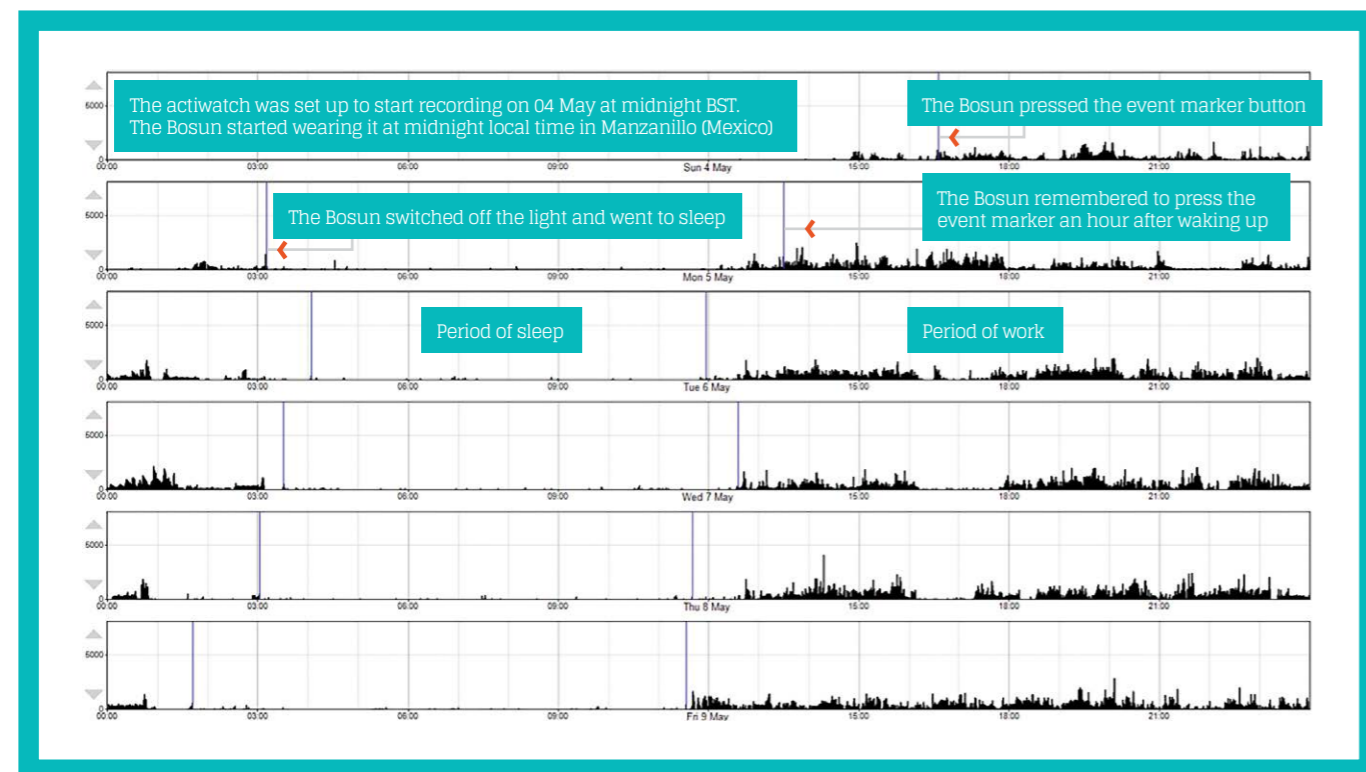 The actiwatch was set up to start recording on 04 May at midnight BST.
The Bosun started wearing it at midnight local time in Manzanillo (Mexico)
The Bosun pressed the event marker button
5000
0
00:00 03:00 06:00 09:00 Sun 4 May 15:00 18:00 21:00
The Bosun switched off the light and went to sleep
The Bosun remembered to press the
event marker an hour after waking up
5000
0
00:00 03:00 06:00 09:00 Mon 5 May 15:00 18:00 21:00
Period of sleep
Period of work
5000
0
00:00 03:00 06:00 09:00 Tue 6 May 15:00 18:00 21:00
5000
0
00:00 03:00 06:00 09:00 Wed 7 May 15:00 18:00 21:00
5000
0
00:00 03:00 06:00 09:00 Thu 8 May 15:00 18:00 21:00
5000
0
00:00 03:00 06:00 09:00 Fri 9 May 15:00 18:00 21:00